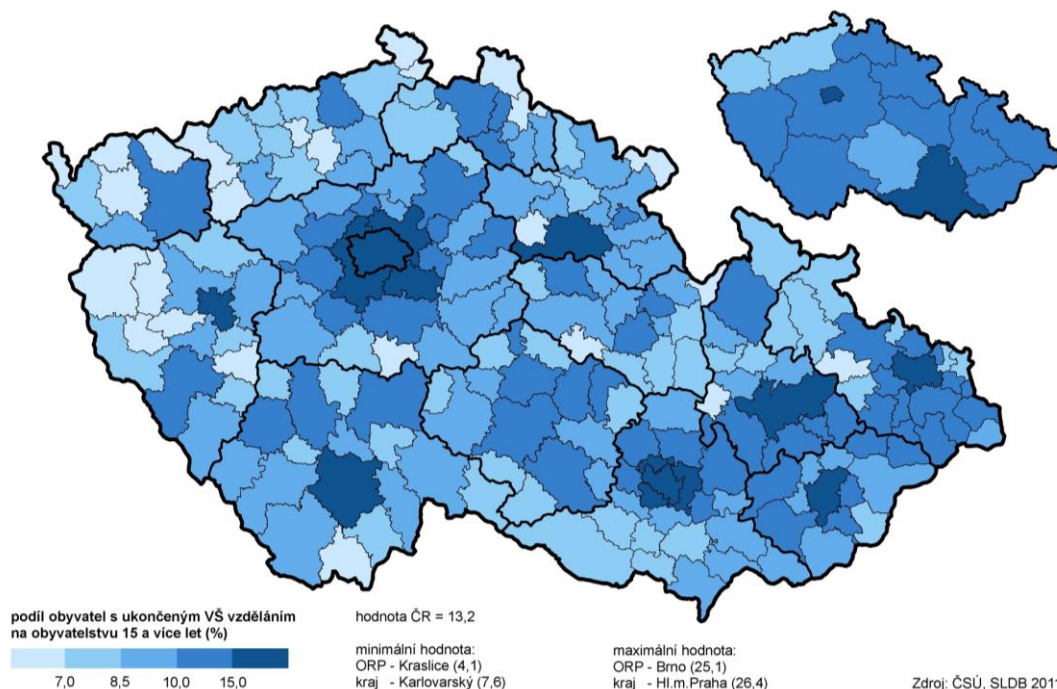 podíl obyvatel s ukončeným VŠ vzděláním
na obyvatelstvu 15 a více let (%)
7,0 8,5 10,0 15,0
hodnota ČR = 13,2
minimální hodnota:
ORP - Kraslice (4,1)
kraj - Karlovarský (7,6)
maximální hodnota:
ORP - Brno (25,1)
kraj - Hl.m.Praha (26,4)
Zdroj: ČSÚ, SLDB 2011